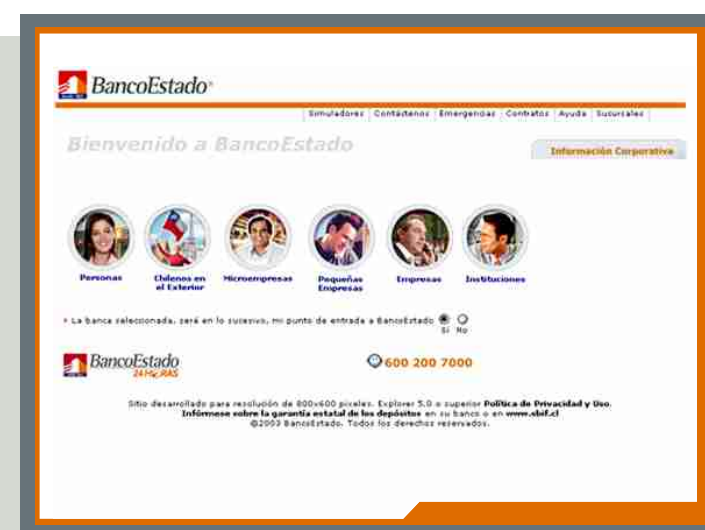 BancoEstado
Simuladores Contáctenos Emergencias Contratos Ayuda Sucursales
Bienvenido a BancoEstado
Información Corporativa
Personas
Chilenos en el Exterior
Microempresas
Pequeñas Empresas
Empresas
Instituciones
La banca seleccionada, será en lo sucesivo, mi punto de entrada a BancoEstado
Sí No
BancoEstado
24 HORAS
600 200 7000
Sitio desarrollado para resolución de 800x600 pixeles. Explorer 5.0 o superior Política de Privacidad y Uso.
Infórmese sobre la garantía estatal de los depósitos en su banco o en www.sbif.cl
©2003 BancoEstado. Todos los derechos reservados.